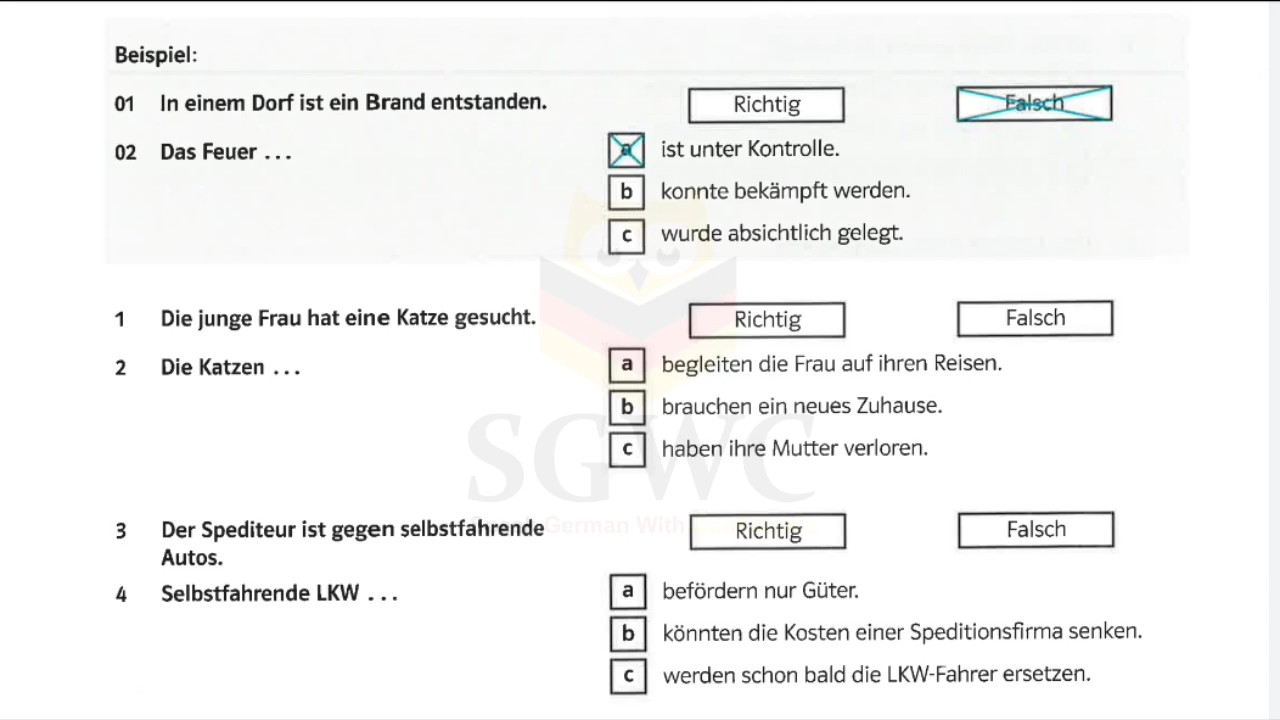 Beispiel:
01 In einem Dorf ist ein Brand entstanden. Richtig Falsch
02 Das Feuer ... a ist unter Kontrolle.
b konnte bekämpft werden.
c wurde absichtlich gelegt.
1 Die junge Frau hat eine Katze gesucht. Richtig Falsch
2 Die Katzen ... a begleiten die Frau auf ihren Reisen.
b brauchen ein neues Zuhause.
c haben ihre Mutter verloren.
SGWC
German With
3 Der Spediteur ist gegen selbstfahrende Richtig Falsch
Autos.
4 Selbstfahrende LKW ... a befördern nur Güter.
b könnten die Kosten einer Speditionsfirma senken.
c werden schon bald die LKW-Fahrer ersetzen.